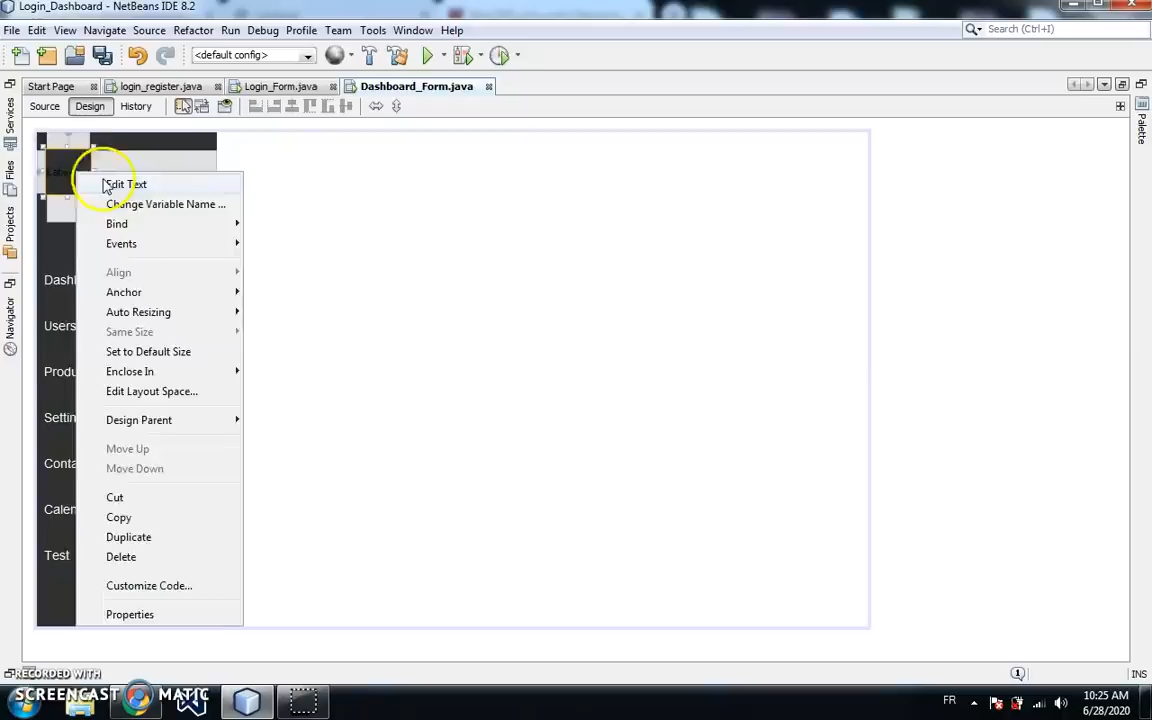 Login_Dashboard - NetBeans IDE 8.2
File Edit View Navigate Source Refactor Run Debug Profile Team Tools Window Help
Search (Ctrl+I)
<default config>
Start Page login_register.java Login_Form.java Dashboard_Form.java
Source Design History
Services
Files
Projects
Navigator
Palette
Edit Text
Change Variable Name ...
Bind
Events
Align
Anchor
Auto Resizing
Same Size
Set to Default Size
Enclose In
Edit Layout Space...
Design Parent
Move Up
Move Down
Cut
Copy
Duplicate
Delete
Customize Code...
Properties
Dashl
Users
Produ
Settin
Conta
Calen
Test
1
INS
RECORDED WITH
SCREENCAST MATIC
FR
10:25 AM
6/28/2020